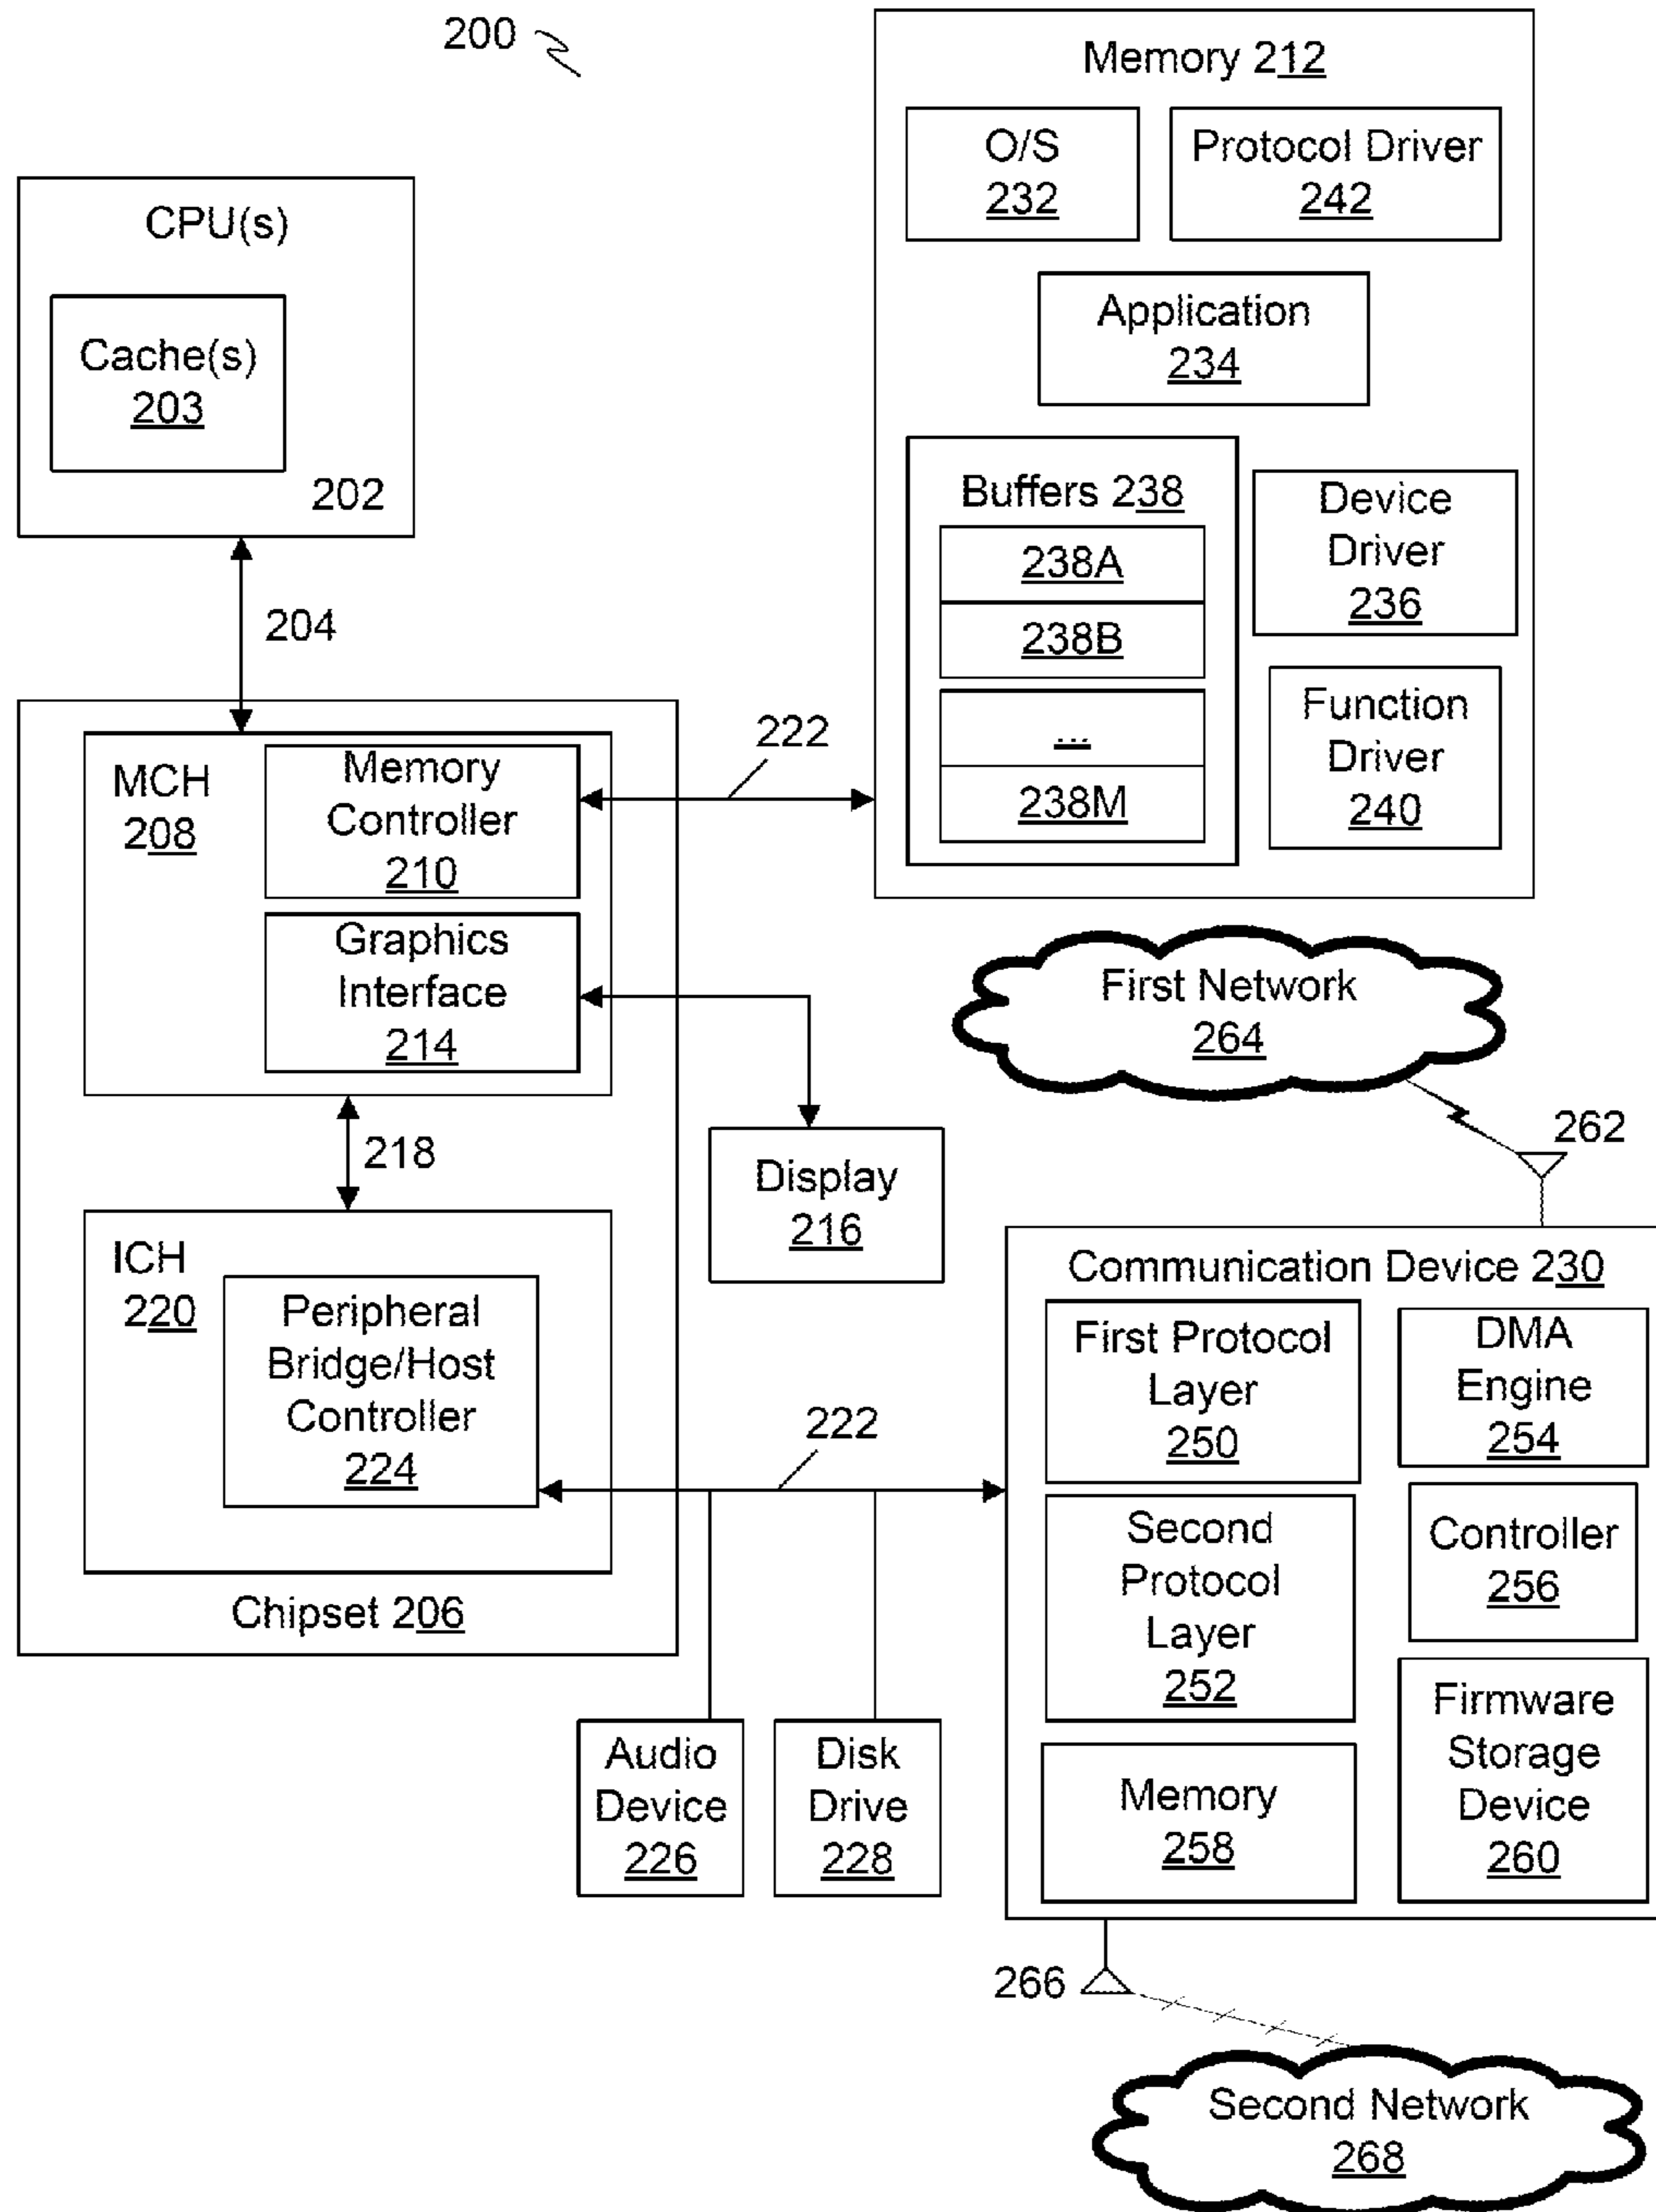 200
Memory 212
O/S
232
Protocol Driver
242
CPU(s)
Cache(s)
203
202
Application
234
Buffers 238
238A
238B
...
238M
Device
Driver
236
Function
Driver
240
204
222
MCH
208
Memory
Controller
210
Graphics
Interface
214
First Network
264
218
Display
216
262
ICH
220
Peripheral
Bridge/Host
Controller
224
Chipset 206
222
Communication Device 230
First Protocol
Layer
250
DMA
Engine
254
Second
Protocol
Layer
252
Controller
256
Memory
258
Firmware
Storage
Device
260
Audio
Device
226
Disk
Drive
228
266
Second Network
268